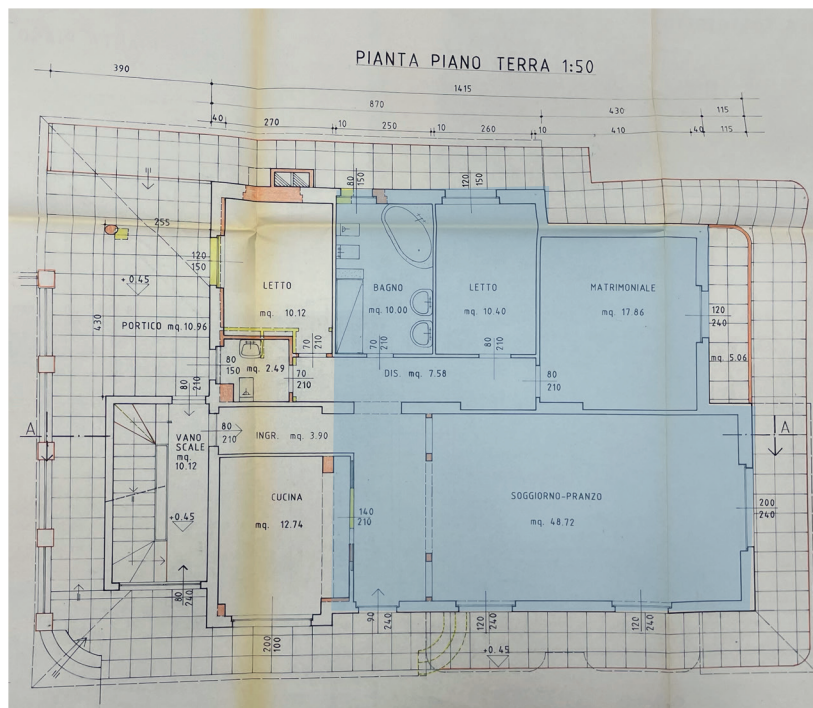 PIANTA PIANO TERRA 1:50
390
1415
870
430
115
40
270
10
250
10
260
10
410
40
115
80
150
120
150
255
120
150
LETTO
mq. 10.12
BAGNO
mq. 10.00
LETTO
mq. 10.40
MATRIMONIALE
mq. 17.86
+0.45
430
PORTICO mq. 10.96
120
240
mq. 5.06
70
210
70
210
80
210
80
150
mq. 2.49
70
210
DIS. mq. 7.58
80
210
80
210
A
VANO
SCALE
mq.
10.12
80
210
INGR. mq. 3.90
A
CUCINA
mq. 12.74
SOGGIORNO-PRANZO
mq. 48.72
140
210
200
240
+0.45
80
240
200
100
90
240
120
240
120
240
+0.45